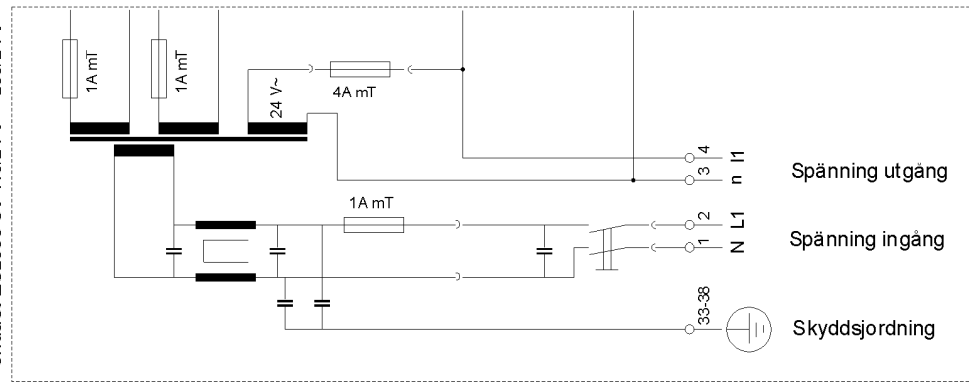 1A mT
1A mT
24 V~
4A mT
4 l1
3 n
Spänning utgång
1A mT
2 L1
1 N
Spänning ingång
33-38
Skyddsjordning